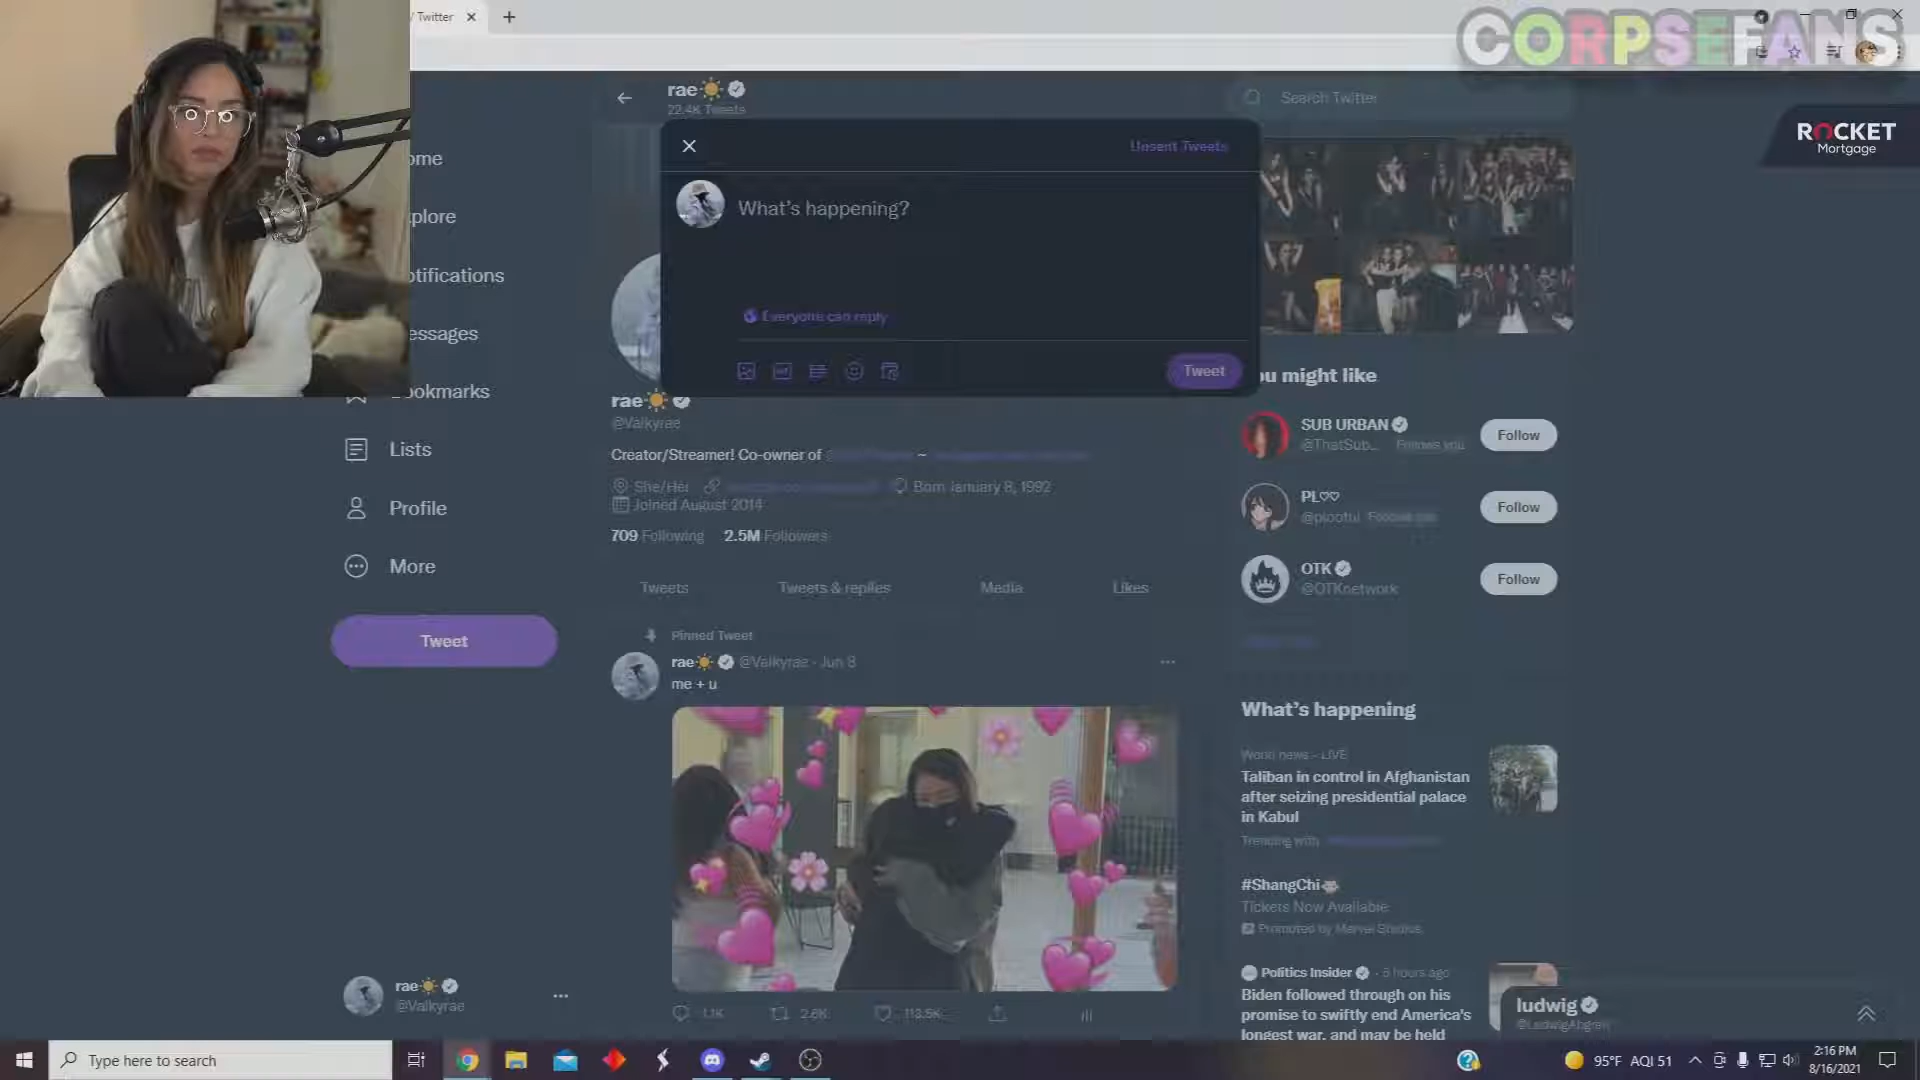 / Twitter
CORPSEFANS
ROCKET
Mortgage
rae
22.4K Tweets
Search Twitter
Unsent Tweets
What's happening?
Everyone can reply
Tweet
ome
xplore
otifications
essages
ookmarks
Lists
Profile
More
Tweet
rae
@Valkyrae
Creator/Streamer! Co-owner of
She/Her
Born January 8, 1992
Joined August 2014
709 Following 2.5M Followers
Tweets Tweets & replies Media Likes
Pinned Tweet
rae @Valkyrae · Jun 8
me + u
1.1K 2.6K 113.5K
ou might like
SUB URBAN
@ThatSub... Follows you
Follow
PL♡♡
Follows you
Follow
OTK
@OTKnetwork
Follow
What's happening
World news · LIVE
Taliban in control in Afghanistan
after seizing presidential palace
in Kabul
Trending with
#ShangChi
Tickets Now Available
Promoted by Marvel Studios
Politics Insider · 5 hours ago
Biden followed through on his
promise to swiftly end America's
longest war, and may be held
ludwig
@LudwigAhgren
rae
@Valkyrae
Type here to search
95°F AQI 51
2:16 PM
8/16/2021